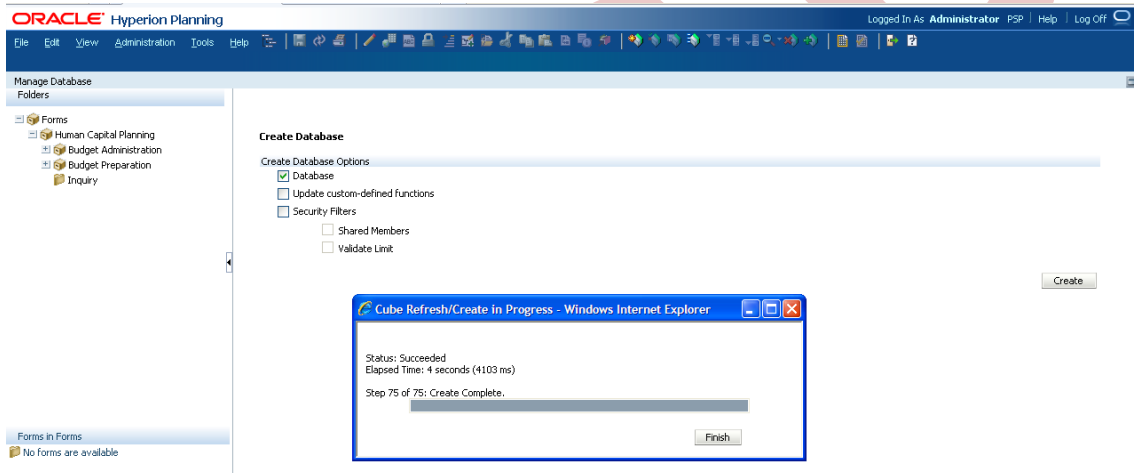 ORACLE® Hyperion Planning
Logged In As Administrator PSP | Help | Log Off
File Edit View Administration Tools Help
Manage Database
Folders
Forms
Human Capital Planning
Budget Administration
Budget Preparation
Inquiry
Create Database
Create Database Options
Database
Update custom-defined functions
Security Filters
Shared Members
Validate Limit
Create
Cube Refresh/Create in Progress - Windows Internet Explorer
Status: Succeeded
Elapsed Time: 4 seconds (4103 ms)
Step 75 of 75: Create Complete.
Finish
Forms in Forms
No forms are available